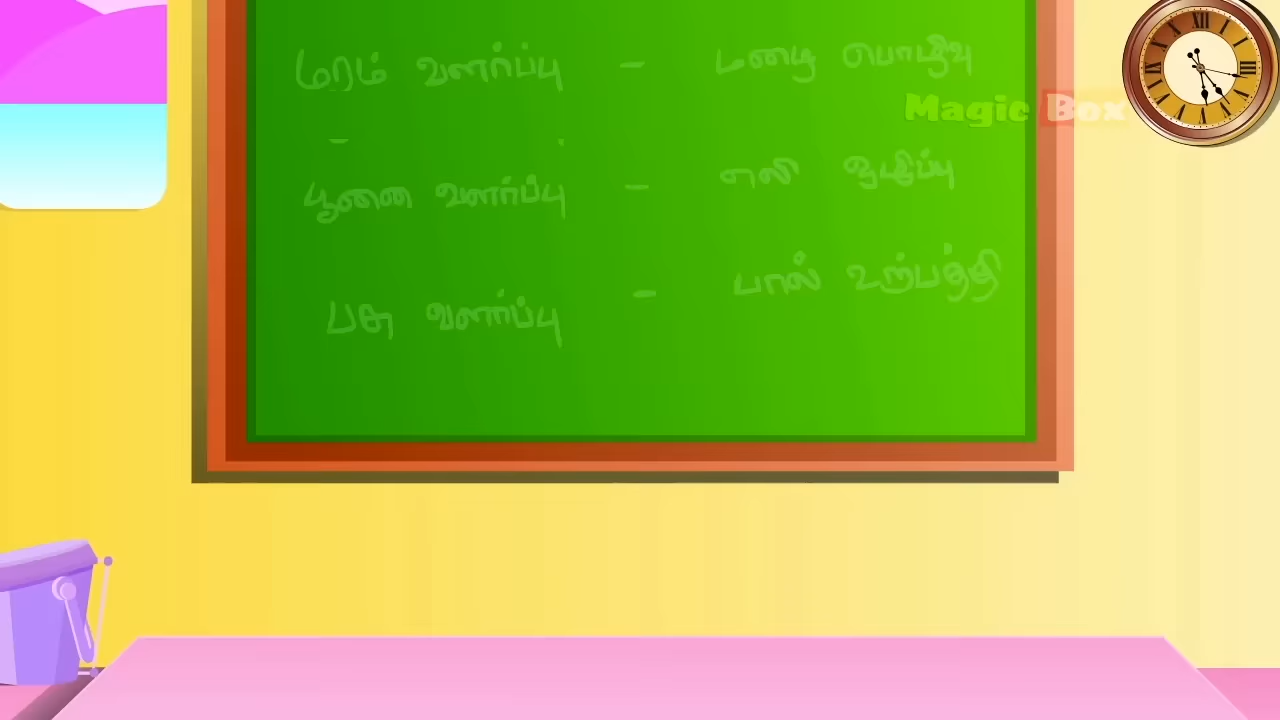 மரம் வளர்ப்பு - மழை பொழிவு
Magic Box
பூனை வளர்ப்பு - எலி ஒழிப்பு
பசு வளர்ப்பு - பால் உற்பத்தி